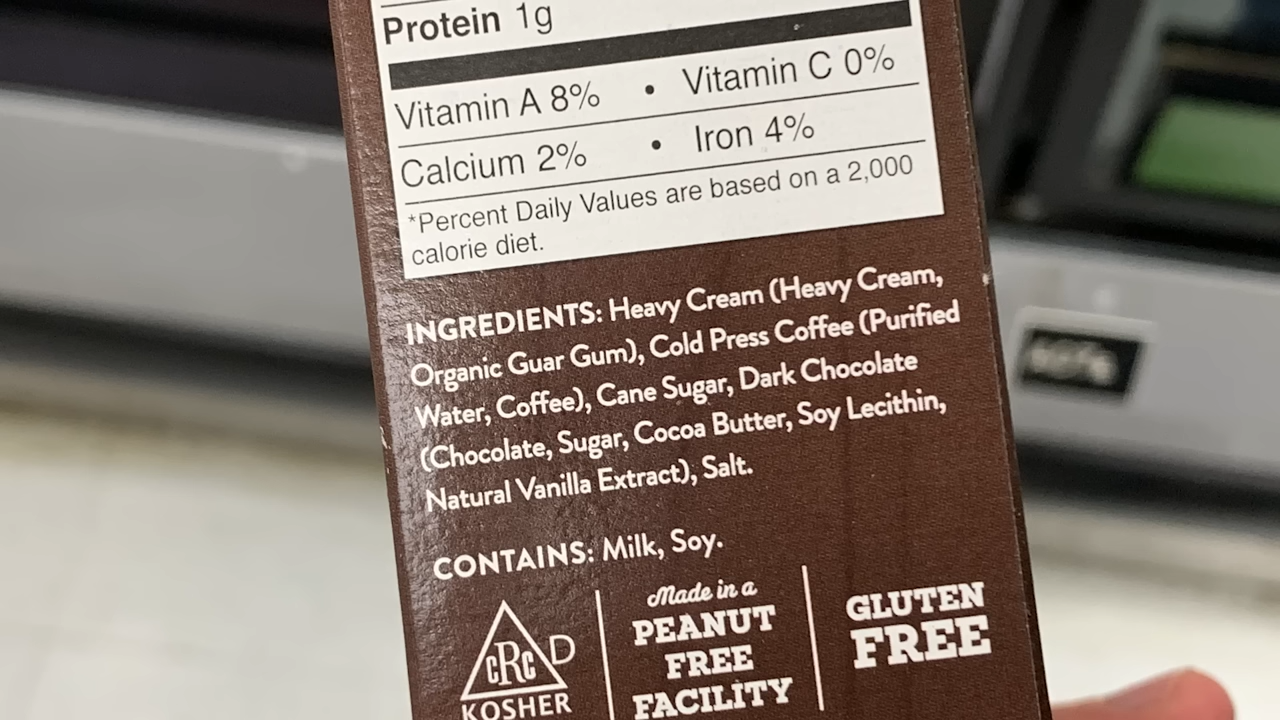 Protein 1g
Vitamin A 8% • Vitamin C 0%
Calcium 2% • Iron 4%
*Percent Daily Values are based on a 2,000
calorie diet.
INGREDIENTS: Heavy Cream (Heavy Cream,
Organic Guar Gum), Cold Press Coffee (Purified
Water, Coffee), Cane Sugar, Dark Chocolate
(Chocolate, Sugar, Cocoa Butter, Soy Lecithin,
Natural Vanilla Extract), Salt.
CONTAINS: Milk, Soy.
cRc D
KOSHER
Made in a
PEANUT
FREE
FACILITY
GLUTEN
FREE